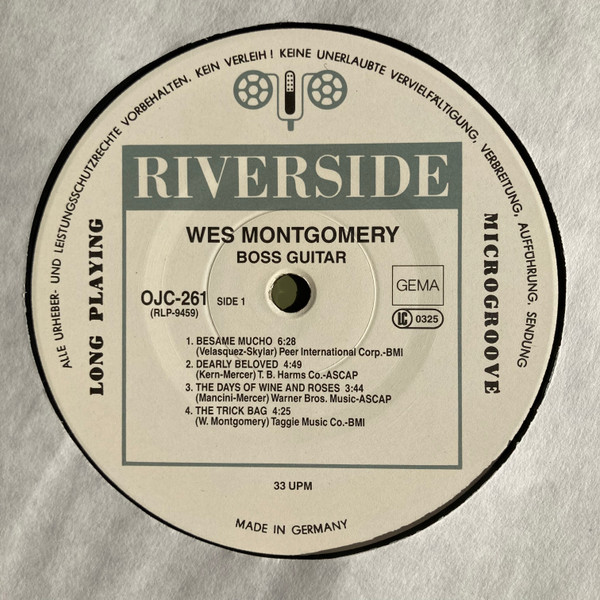 ALLE URHEBER- UND LEISTUNGSSCHUTZRECHTE VORBEHALTEN. KEIN VERLEIH! KEINE UNERLAUBTE VERVIELFÄLTIGUNG, VERBREITUNG, AUFFÜHRUNG, SENDUNG
RIVERSIDE
LONG PLAYING
MICROGROOVE
WES MONTGOMERY
BOSS GUITAR
OJC-261 SIDE 1
(RLP-9459)
GEMA
LC 0325
1. BESAME MUCHO 6:28
(Velasquez-Skylar) Peer International Corp.-BMI
2. DEARLY BELOVED 4:49
(Kern-Mercer) T. B. Harms Co.-ASCAP
3. THE DAYS OF WINE AND ROSES 3:44
(Mancini-Mercer) Warner Bros. Music-ASCAP
4. THE TRICK BAG 4:25
(W. Montgomery) Taggie Music Co.-BMI
33 UPM
MADE IN GERMANY